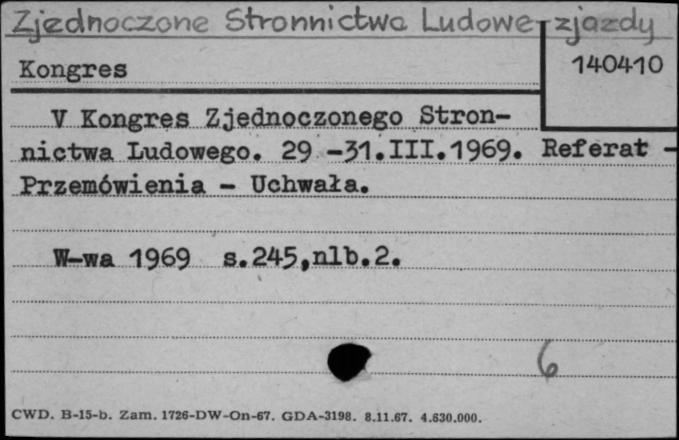 Zjednoczone Stronnictwo Ludowe - zjazdy
Kongres
140410
V Kongres Zjednoczonego Stron-
nictwa Ludowego. 29 -31.III.1969. Referat -
Przemówienia - Uchwała.
W-wa 1969 s.245,nlb.2.
6
CWD. B-15-b. Zam. 1726-DW-On-67. GDA-3198. 8.11.67. 4.630.000.